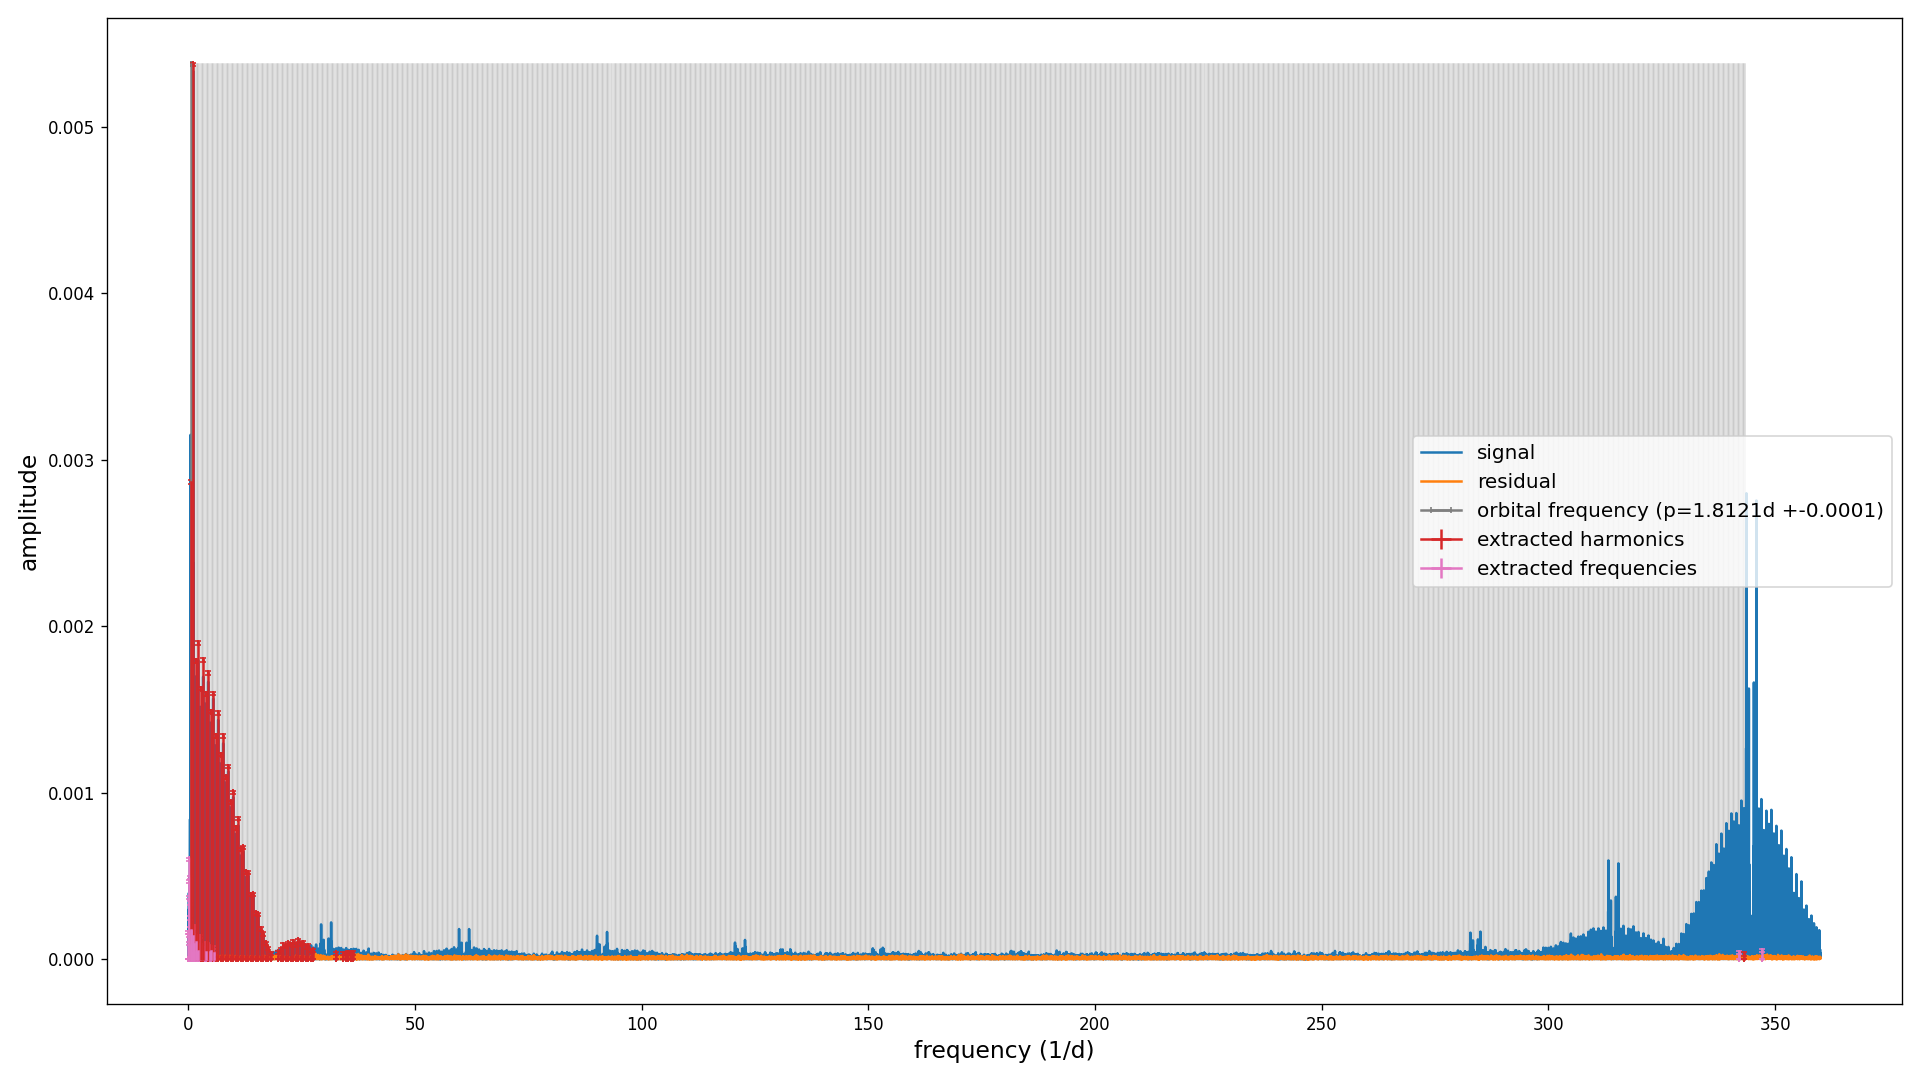 0.005
0.004
0.003
0.002
0.001
0.000
amplitude
signal
residual
orbital frequency (p=1.8121d +-0.0001)
extracted harmonics
extracted frequencies
0 50 100 150 200 250 300 350
frequency (1/d)